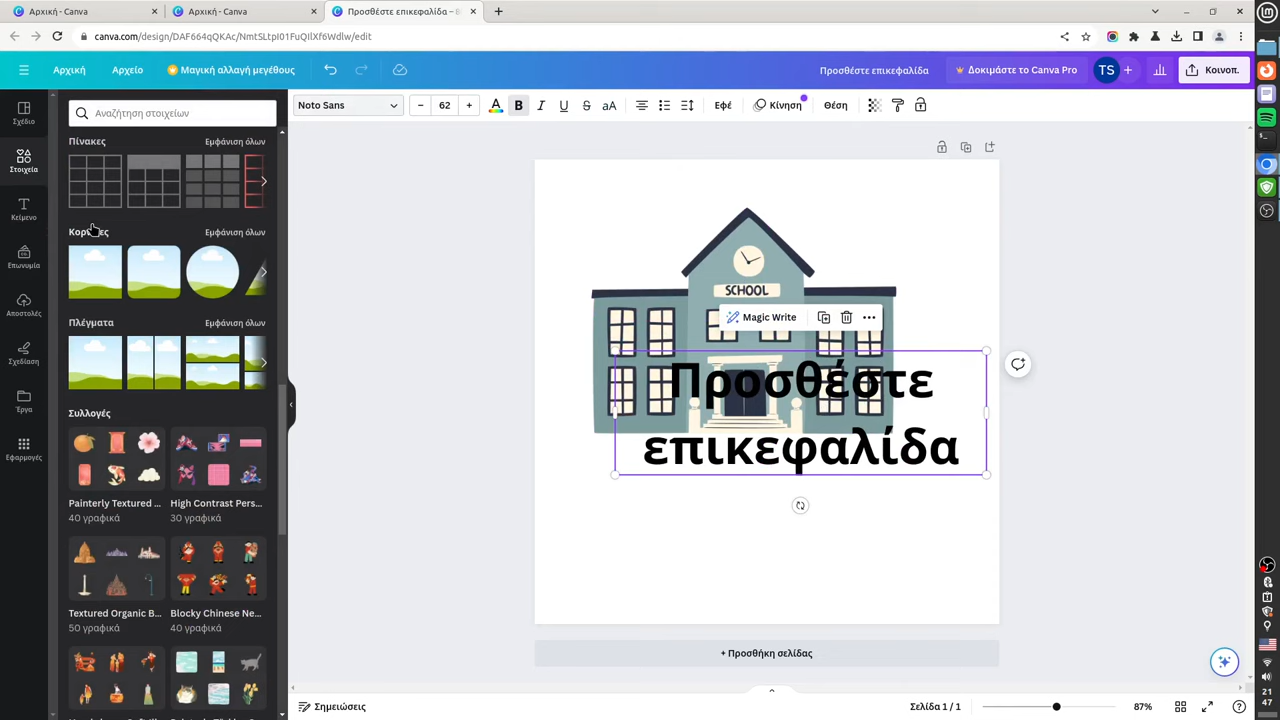 Αρχική - Canva
Αρχική - Canva
Προσθέστε επικεφαλίδα –
canva.com/design/DAF664qQKAc/NmtSLtpI01FuQIlXf6Wdlw/edit
Αρχική
Αρχείο
Μαγική αλλαγή μεγέθους
Προσθέστε επικεφαλίδα
Δοκιμάστε το Canva Pro
TS
Κοινοπ.
Noto Sans
– 62 +
A
B
I
U
S
aA
Εφέ
Κίνηση
Θέση
Σχέδιο
Στοιχεία
Κείμενο
Επωνυμία
Αποστολές
Σχεδίαση
Έργα
Εφαρμογές
Αναζήτηση στοιχείων
Πίνακες
Εμφάνιση όλων
Εμφάνιση όλων
Πλέγματα
Εμφάνιση όλων
Συλλογές
Painterly Textured ...
40 γραφικά
High Contrast Pers...
30 γραφικά
Textured Organic B...
50 γραφικά
Blocky Chinese Ne...
40 γραφικά
SCHOOL
Magic Write
Προσθέστε
επικεφαλίδα
+ Προσθήκη σελίδας
Σημειώσεις
Σελίδα 1 / 1
87%
21
47